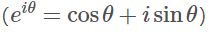 (e^{iθ} = cos θ + i sin θ